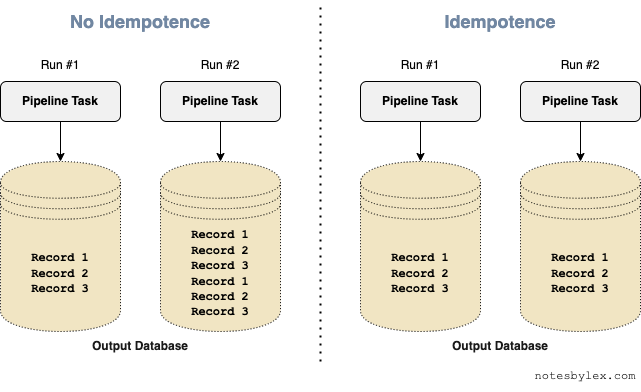 No Idempotence
Run #1
Run #2
Pipeline Task
Pipeline Task
Record 1
Record 2
Record 3
Record 1
Record 2
Record 3
Record 1
Record 2
Record 3
Output Database
Idempotence
Run #1
Run #2
Pipeline Task
Pipeline Task
Record 1
Record 2
Record 3
Record 1
Record 2
Record 3
Output Database
notesbylex.com